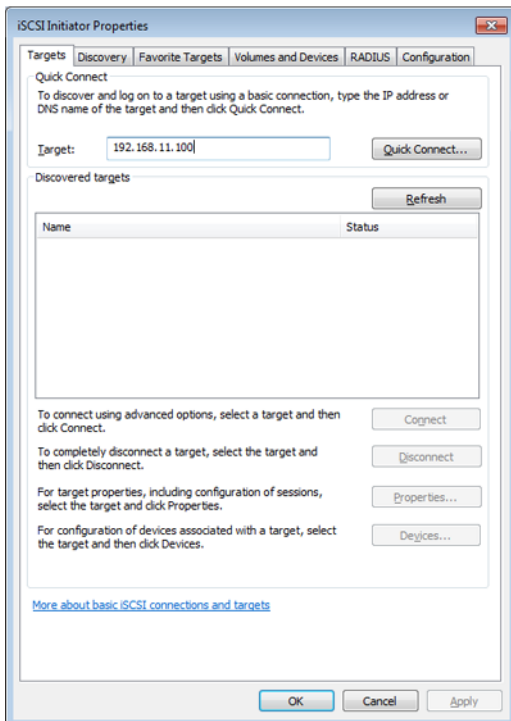 iSCSI Initiator Properties
Targets Discovery Favorite Targets Volumes and Devices RADIUS Configuration
Quick Connect
To discover and log on to a target using a basic connection, type the IP address or
DNS name of the target and then click Quick Connect.
Target: 192.168.11.100 Quick Connect...
Discovered targets
Refresh
Name Status
To connect using advanced options, select a target and then
click Connect.
Connect
To completely disconnect a target, select the target and
then click Disconnect.
Disconnect
For target properties, including configuration of sessions,
select the target and click Properties.
Properties...
For configuration of devices associated with a target, select
the target and then click Devices.
Devices...
More about basic iSCSI connections and targets
OK Cancel Apply